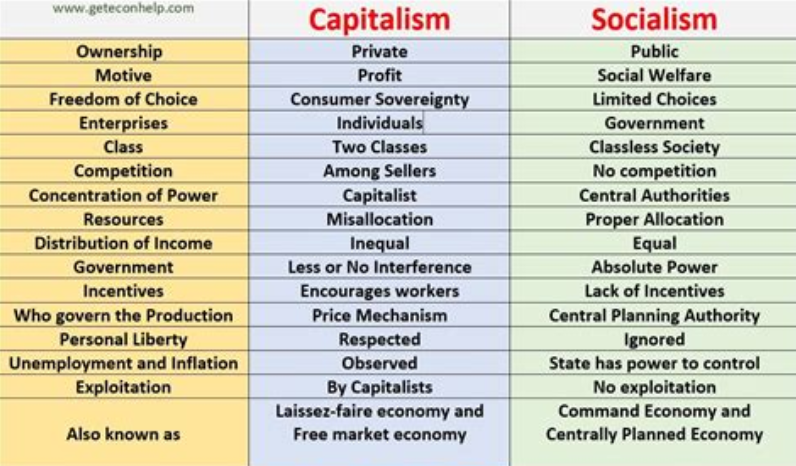 www.geteconhelp.com Capitalism Socialism
Ownership Private Public
Motive Profit Social Welfare
Freedom of Choice Consumer Sovereignty Limited Choices
Enterprises Individuals Government
Class Two Classes Classless Society
Competition Among Sellers No competition
Concentration of Power Capitalist Central Authorities
Resources Misallocation Proper Allocation
Distribution of Income Inequal Equal
Government Less or No Interference Absolute Power
Incentives Encourages workers Lack of Incentives
Who govern the Production Price Mechanism Central Planning Authority
Personal Liberty Respected Ignored
Unemployment and Inflation Observed State has power to control
Exploitation By Capitalists No exploitation
Laissez-faire economy and Command Economy and
Also known as Free market economy Centrally Planned Economy